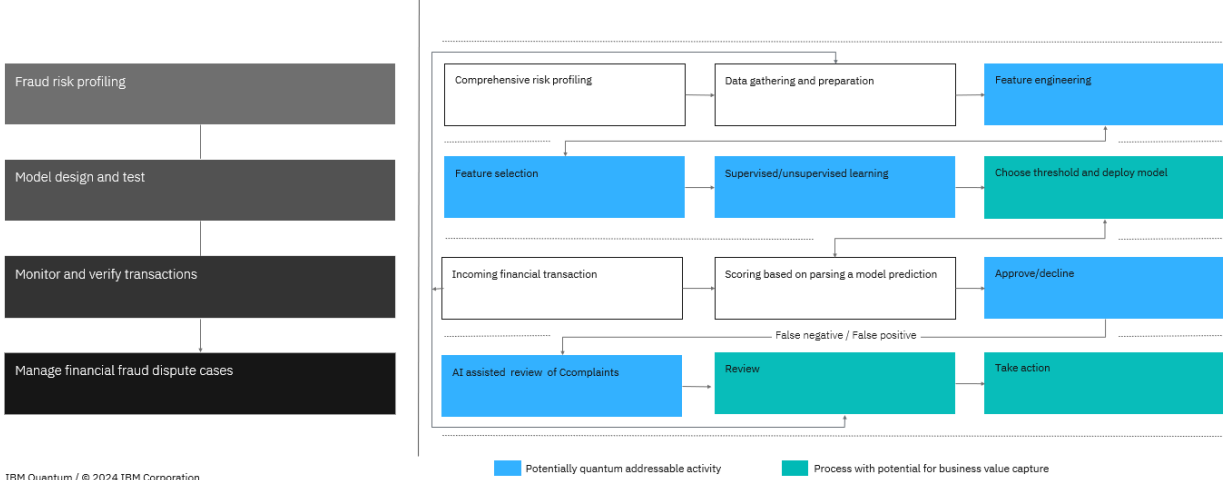 Fraud risk profiling
Comprehensive risk profiling
Data gathering and preparation
Feature engineering
Model design and test
Feature selection
Supervised/unsupervised learning
Choose threshold and deploy model
Monitor and verify transactions
Incoming financial transaction
Scoring based on parsing a model prediction
Approve/decline
False negative / False positive
Manage financial fraud dispute cases
AI assisted review of Ccomplaints
Review
Take action
Potentially quantum addressable activity
Process with potential for business value capture
IBM Quantum / © 2024 IBM Corporation